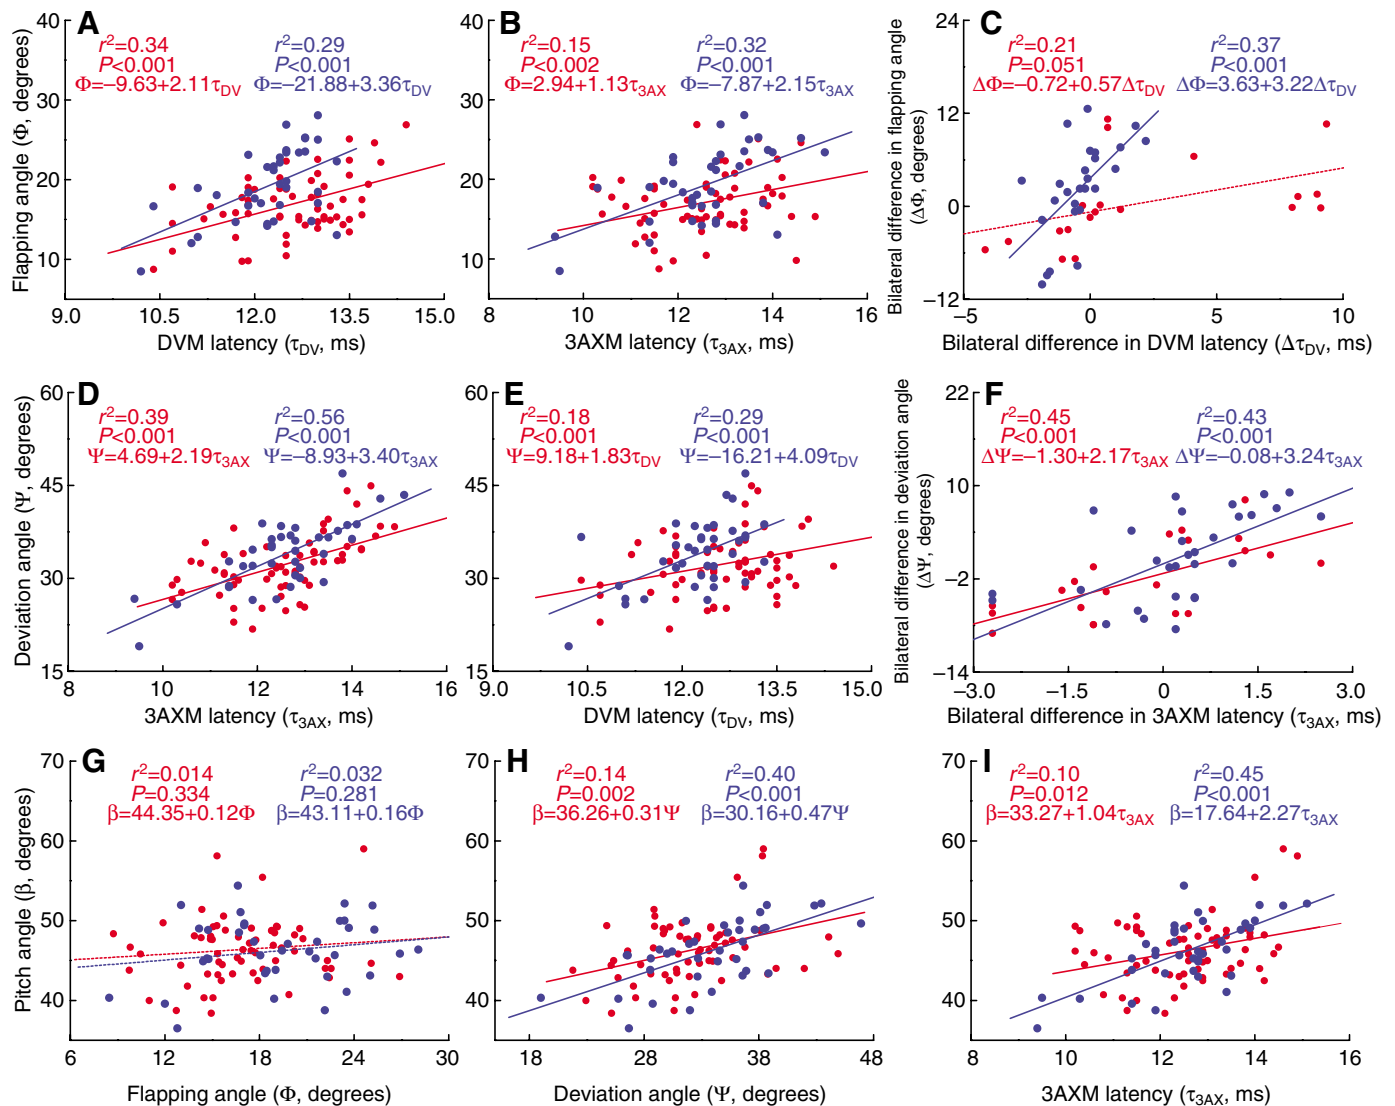 A
Flapping angle (Φ, degrees)
40
30
20
10
r²=0.34
P<0.001
Φ=−9.63+2.11τDV
r²=0.29
P<0.001
Φ=−21.88+3.36τDV
9.0
10.5
12.0
13.5
15.0
DVM latency (τDV, ms)
B
40
30
20
10
r²=0.15
P<0.002
Φ=2.94+1.13τ3AX
r²=0.32
P<0.001
Φ=−7.87+2.15τ3AX
8
10
12
14
16
3AXM latency (τ3AX, ms)
C
Bilateral difference in flapping angle
(ΔΦ, degrees)
24
12
0
−12
r²=0.21
P=0.051
ΔΦ=−0.72+0.57ΔτDV
r²=0.37
P<0.001
ΔΦ=3.63+3.22ΔτDV
−5
0
5
10
Bilateral difference in DVM latency (ΔτDV, ms)
D
Deviation angle (Ψ, degrees)
60
45
30
15
r²=0.39
P<0.001
Ψ=4.69+2.19τ3AX
r²=0.56
P<0.001
Ψ=−8.93+3.40τ3AX
8
10
12
14
16
3AXM latency (τ3AX, ms)
E
60
45
30
15
r²=0.18
P<0.001
Ψ=9.18+1.83τDV
r²=0.29
P<0.001
Ψ=−16.21+4.09τDV
9.0
10.5
12.0
13.5
15.0
DVM latency (τDV, ms)
F
Bilateral difference in deviation angle
(ΔΨ, degrees)
22
10
−2
−14
r²=0.45
P<0.001
ΔΨ=−1.30+2.17τ3AX
r²=0.43
P<0.001
ΔΨ=−0.08+3.24τ3AX
−3.0
−1.5
0
1.5
3.0
Bilateral difference in 3AXM latency (τ3AX, ms)
G
Pitch angle (β, degrees)
70
60
50
40
r²=0.014
P=0.334
β=44.35+0.12Φ
r²=0.032
P=0.281
β=43.11+0.16Φ
6
12
18
24
30
Flapping angle (Φ, degrees)
H
70
60
50
40
r²=0.14
P=0.002
β=36.26+0.31Ψ
r²=0.40
P<0.001
β=30.16+0.47Ψ
18
28
38
48
Deviation angle (Ψ, degrees)
I
70
60
50
40
r²=0.10
P=0.012
β=33.27+1.04τ3AX
r²=0.45
P<0.001
β=17.64+2.27τ3AX
8
10
12
14
16
3AXM latency (τ3AX, ms)